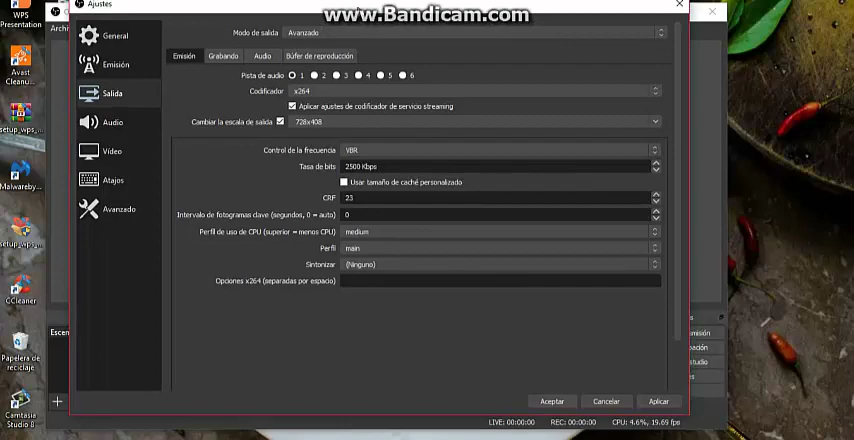 www.Bandicam.com
WPS
Presentation
Avast
Cleanu...
setup_wps_...
Malwareby...
setup_wps_...
CCleaner
Papelera de
reciclaje
Camtasia
Studio 8
Archi
Escen
Ajustes
General
Emisión
Salida
Audio
Vídeo
Atajos
Avanzado
Modo de salida Avanzado
Emisión Grabando Audio Búfer de reproducción
Pista de audio 1 2 3 4 5 6
Codificador x264
Aplicar ajustes de codificador de servicio streaming
Cambiar la escala de salida 728x408
Control de la frecuencia VBR
Tasa de bits 2500 Kbps
Usar tamaño de caché personalizado
CRF 23
Intervalo de fotogramas clave (segundos, 0 = auto) 0
Perfil de uso de CPU (superior = menos CPU) medium
Perfil main
Sintonizar (Ninguno)
Opciones x264 (separadas por espacio)
Aceptar Cancelar Aplicar
misión
pación
studio
es
LIVE: 00:00:00 REC: 00:00:00 CPU: 4.6%, 19.69 fps